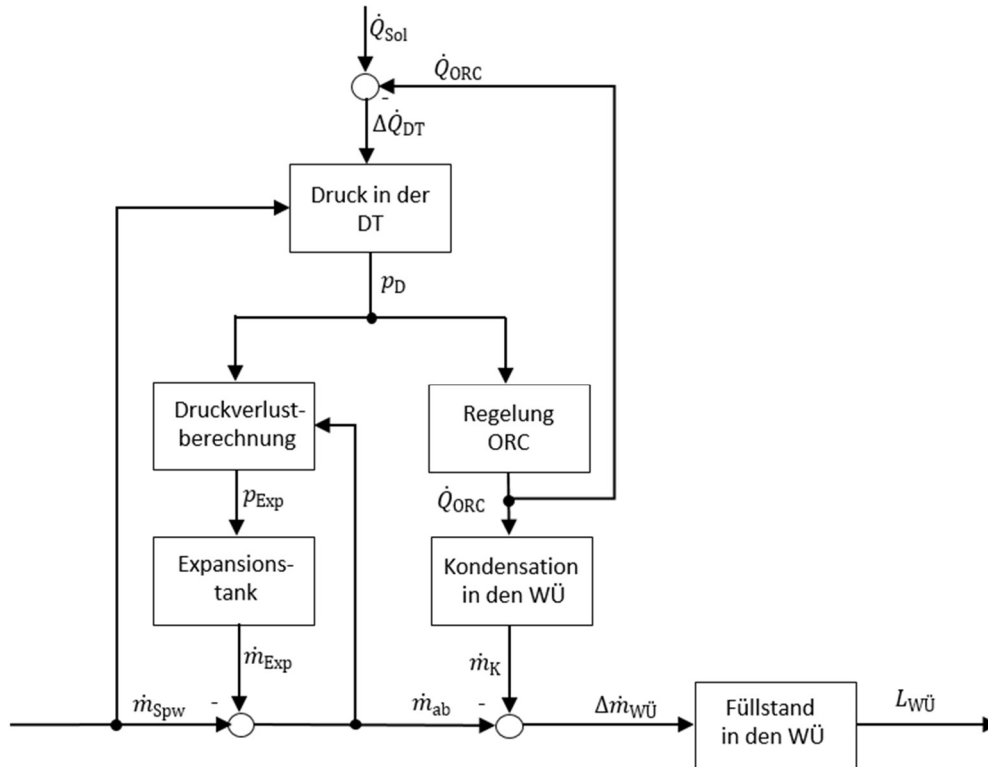 Q̇Sol
Q̇ORC
-
ΔQ̇DT
Druck in der
DT
pD
Druckverlust-
berechnung
Regelung
ORC
pExp
Q̇ORC
Expansions-
tank
Kondensation
in den WÜ
ṁExp
ṁK
ṁSpw
-
ṁab
-
ΔṁWÜ
Füllstand
in den WÜ
LWÜ